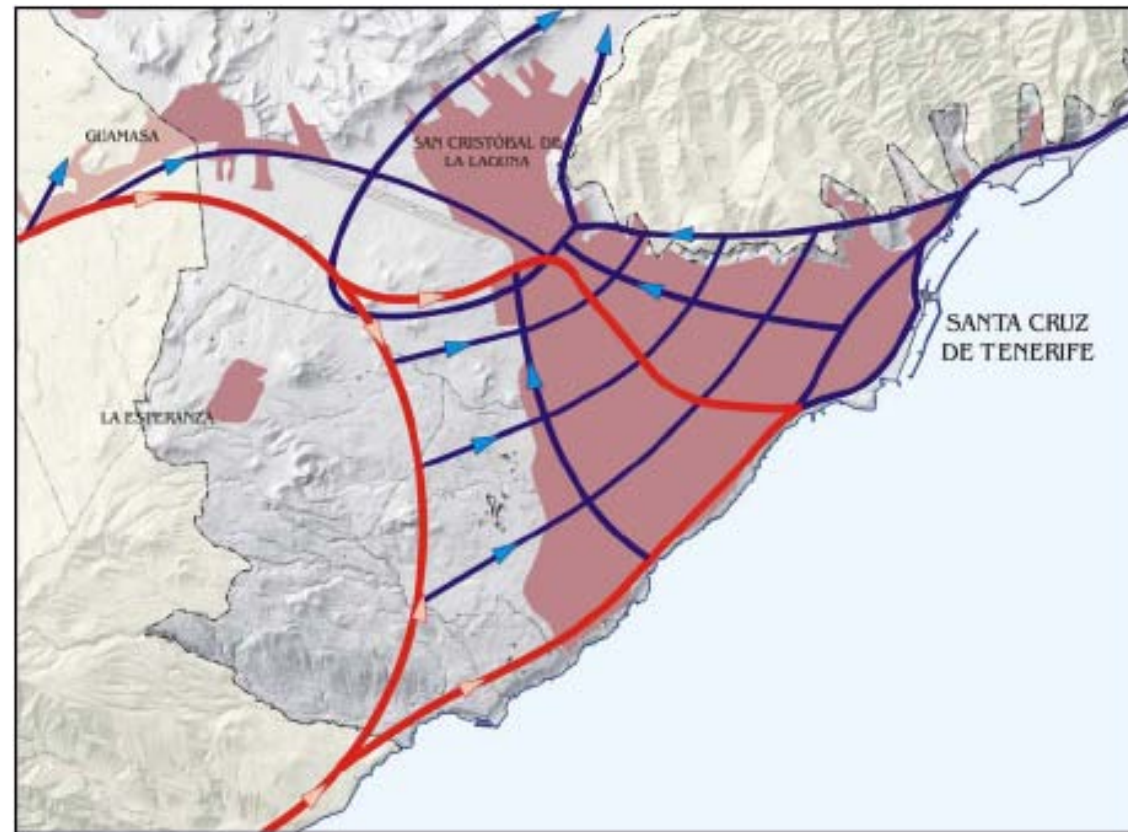 GUAMASA
SAN CRISTÓBAL DE
LA LAGUNA
SANTA CRUZ
DE TENERIFE
LA ESPERANZA